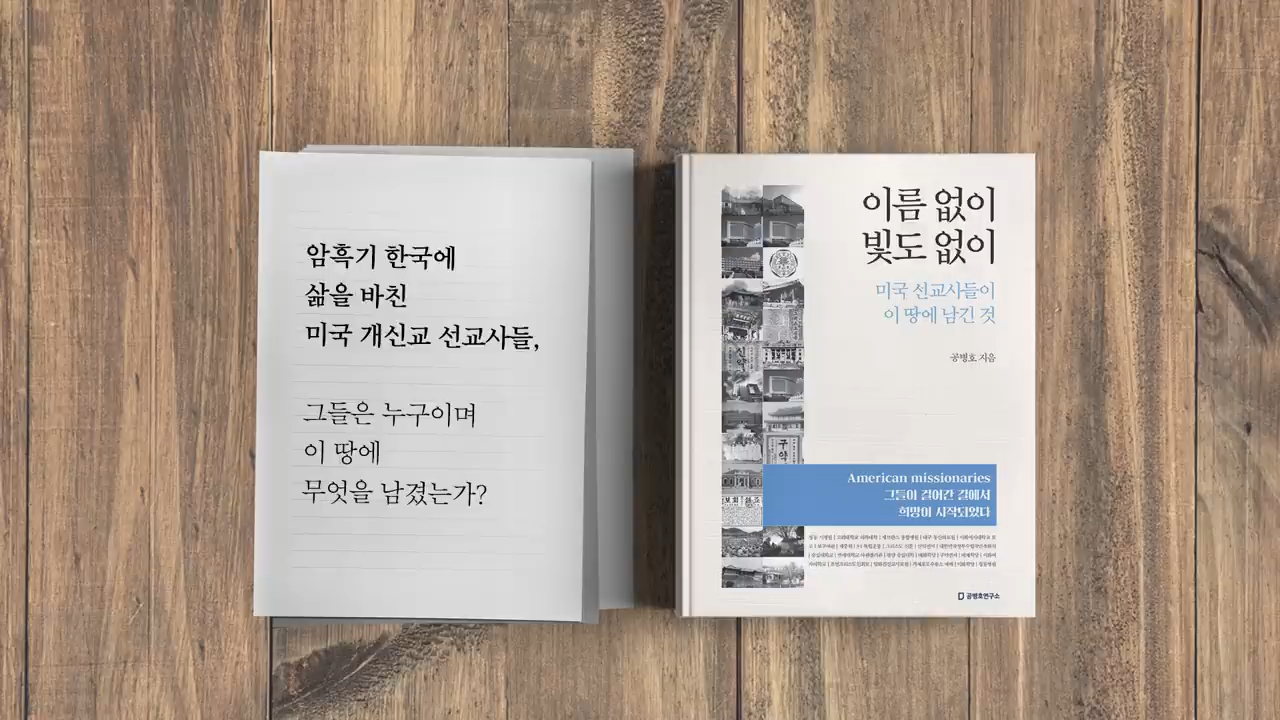 암흑기 한국에
삶을 바친
미국 개신교 선교사들,
그들은 누구이며
이 땅에
무엇을 남겼는가?
이름 없이
빛도 없이
미국 선교사들이
이 땅에 남긴 것
공병호 지음
구약
American missionaries
그들이 걸어간 길에서
희망이 시작되었다
공병호연구소